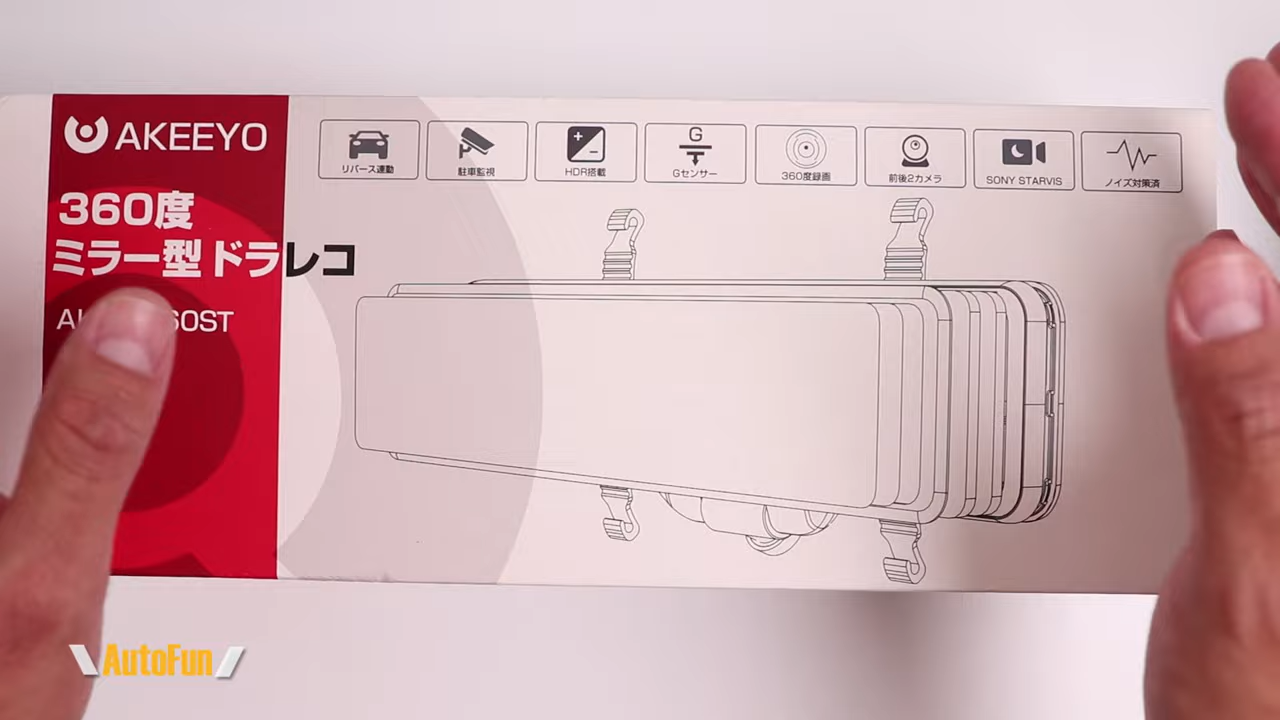 AKEEYO
360度
ミラー型ドラレコ
60ST
リバース連動
駐車監視
HDR搭載
G
Gセンサー
360度録画
前後2カメラ
SONY STARVIS
ノイズ対策済
AutoFun